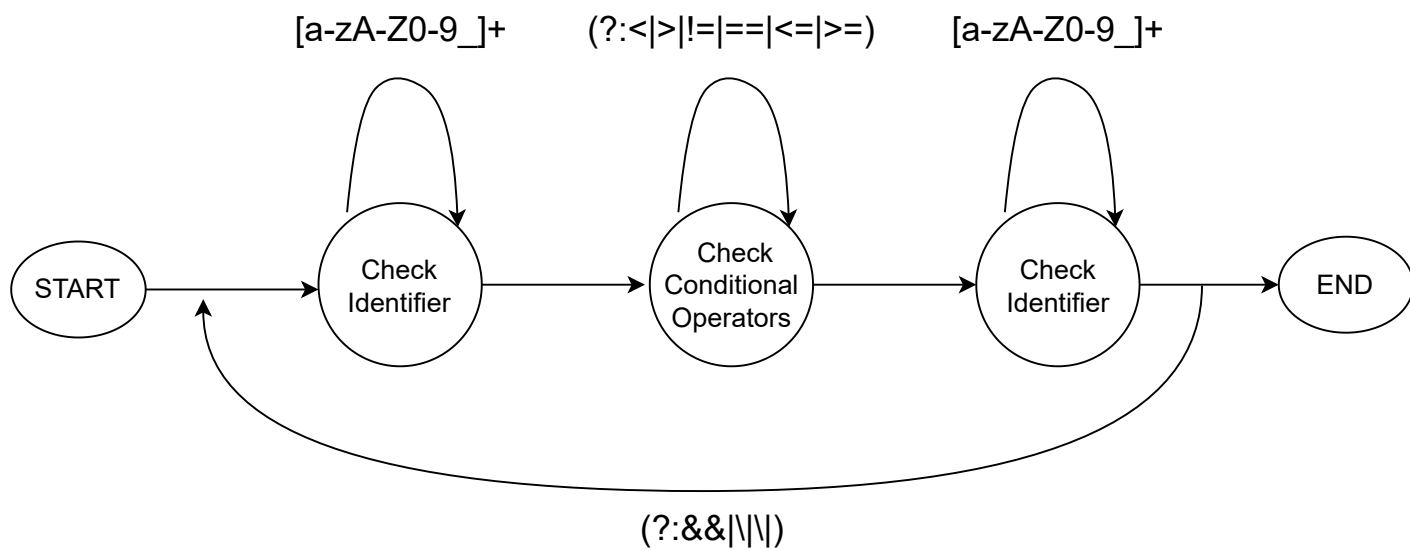 [a-zA-Z0-9_]+
(?:<|>|!=|==|<=|>=)
[a-zA-Z0-9_]+
START
Check
Identifier
Check
Conditional
Operators
Check
Identifier
END
(?:&&|\|\|)